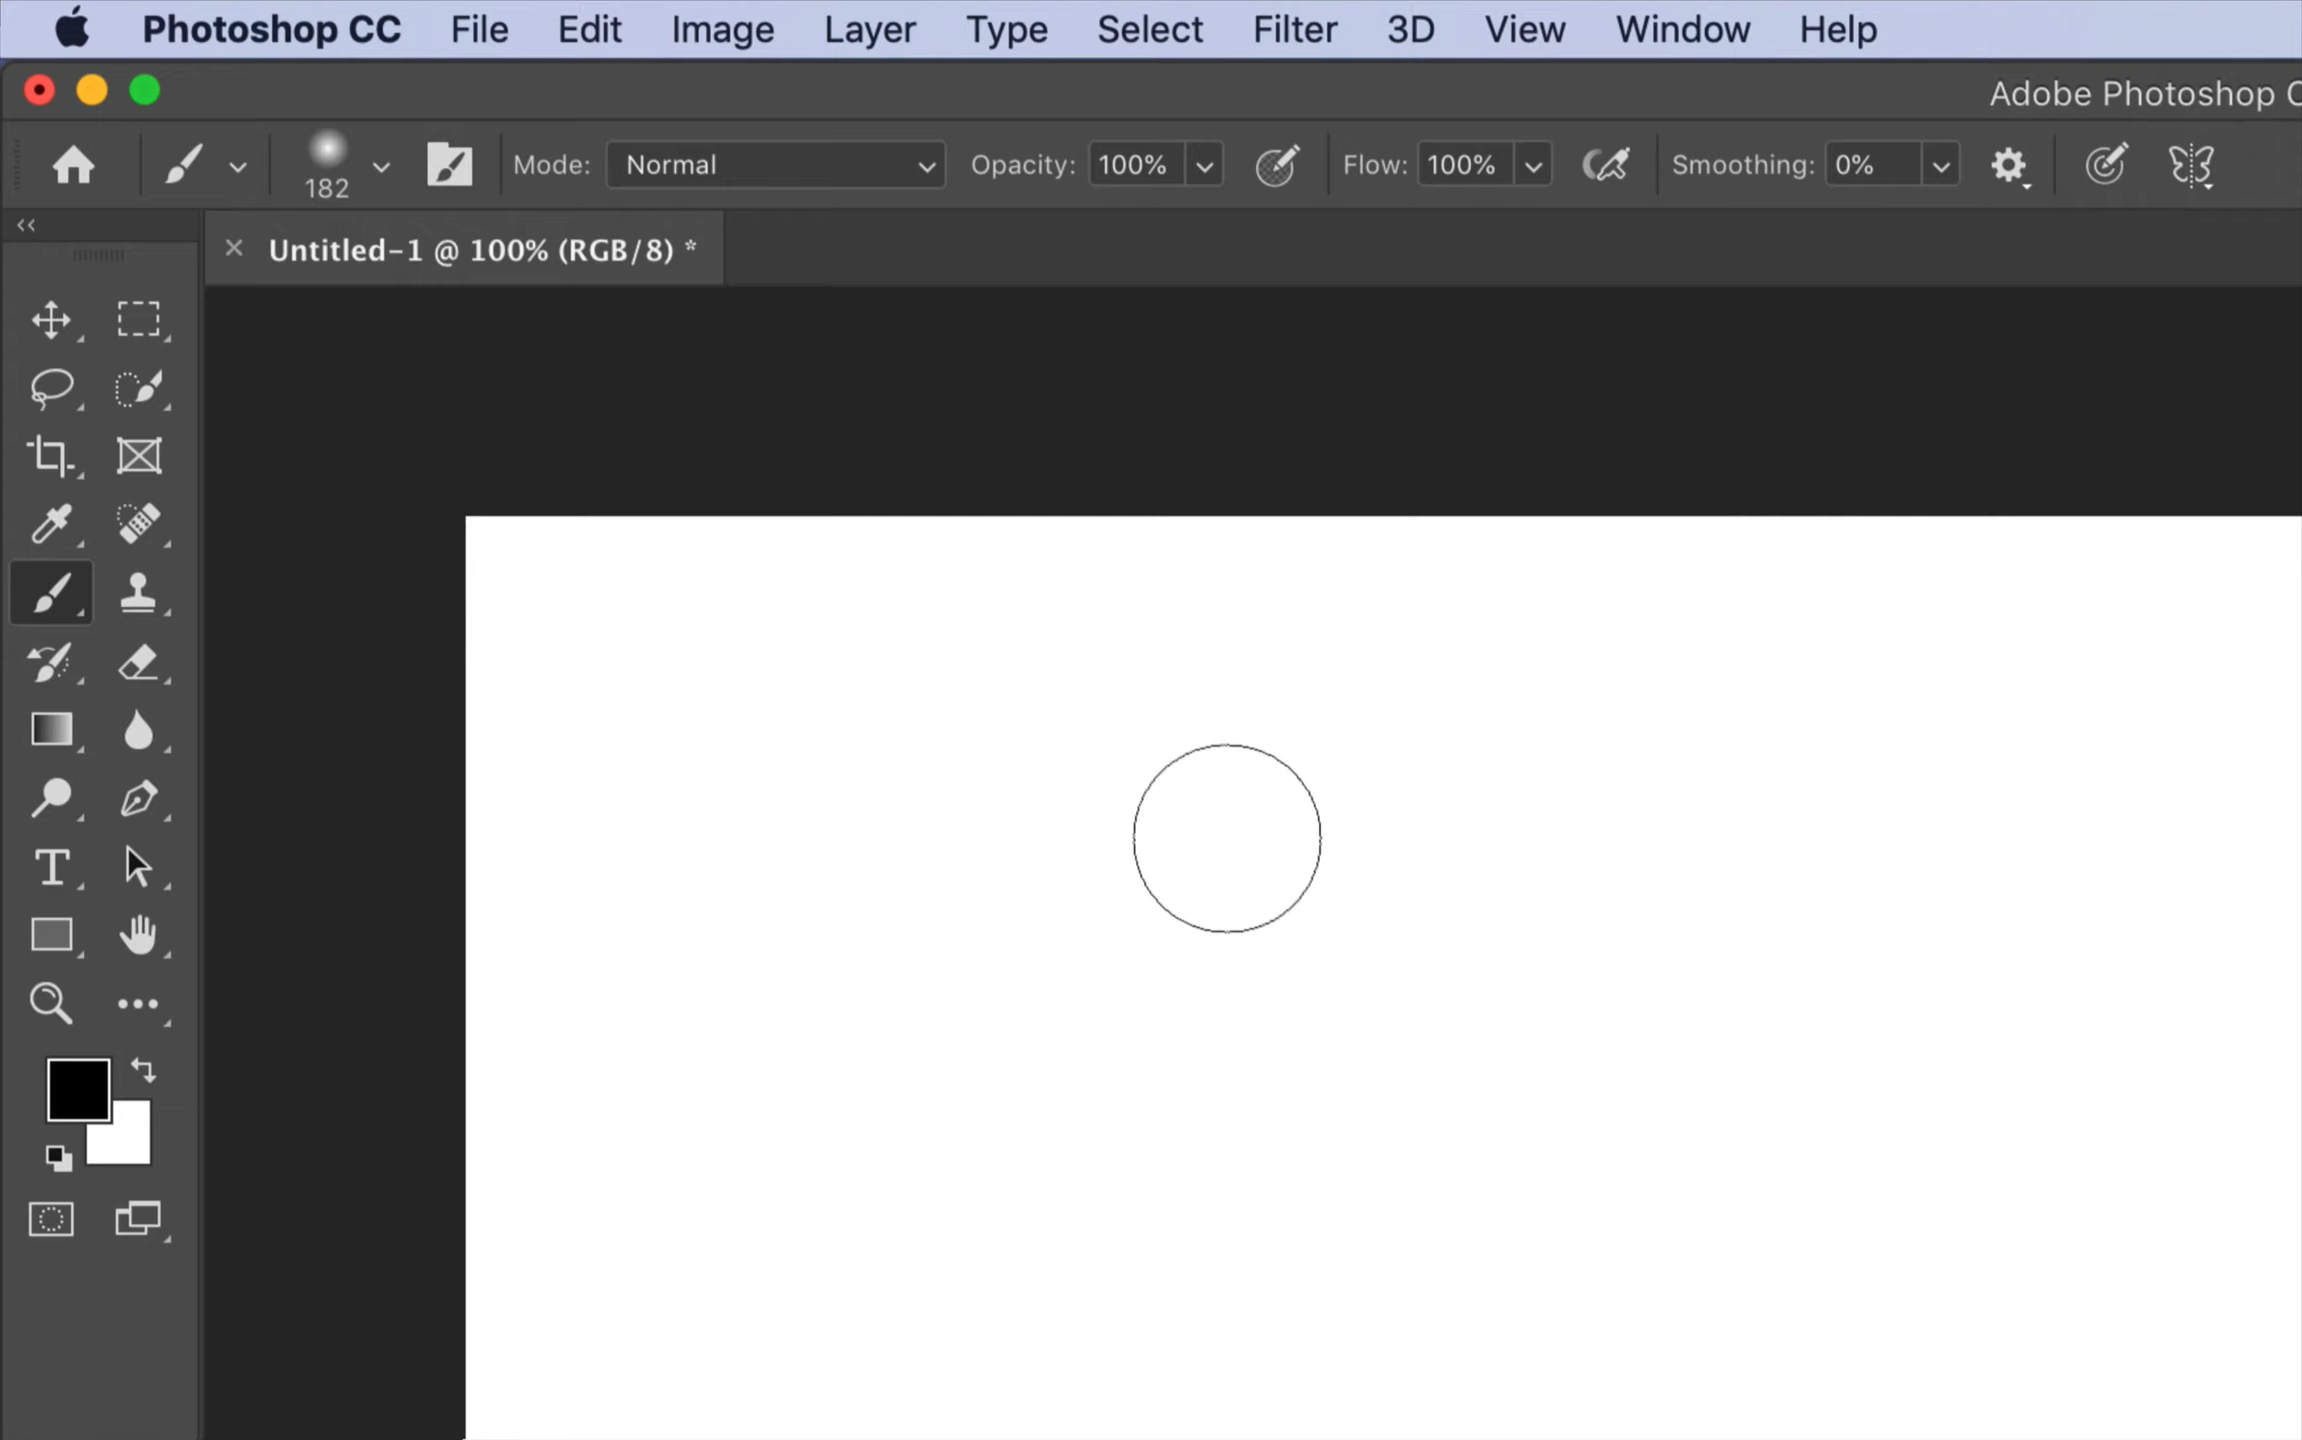 Photoshop CC File Edit Image Layer Type Select Filter 3D View Window Help
Adobe Photoshop C
182 Mode: Normal Opacity: 100% Flow: 100% Smoothing: 0%
Untitled-1 @ 100% (RGB/8) *